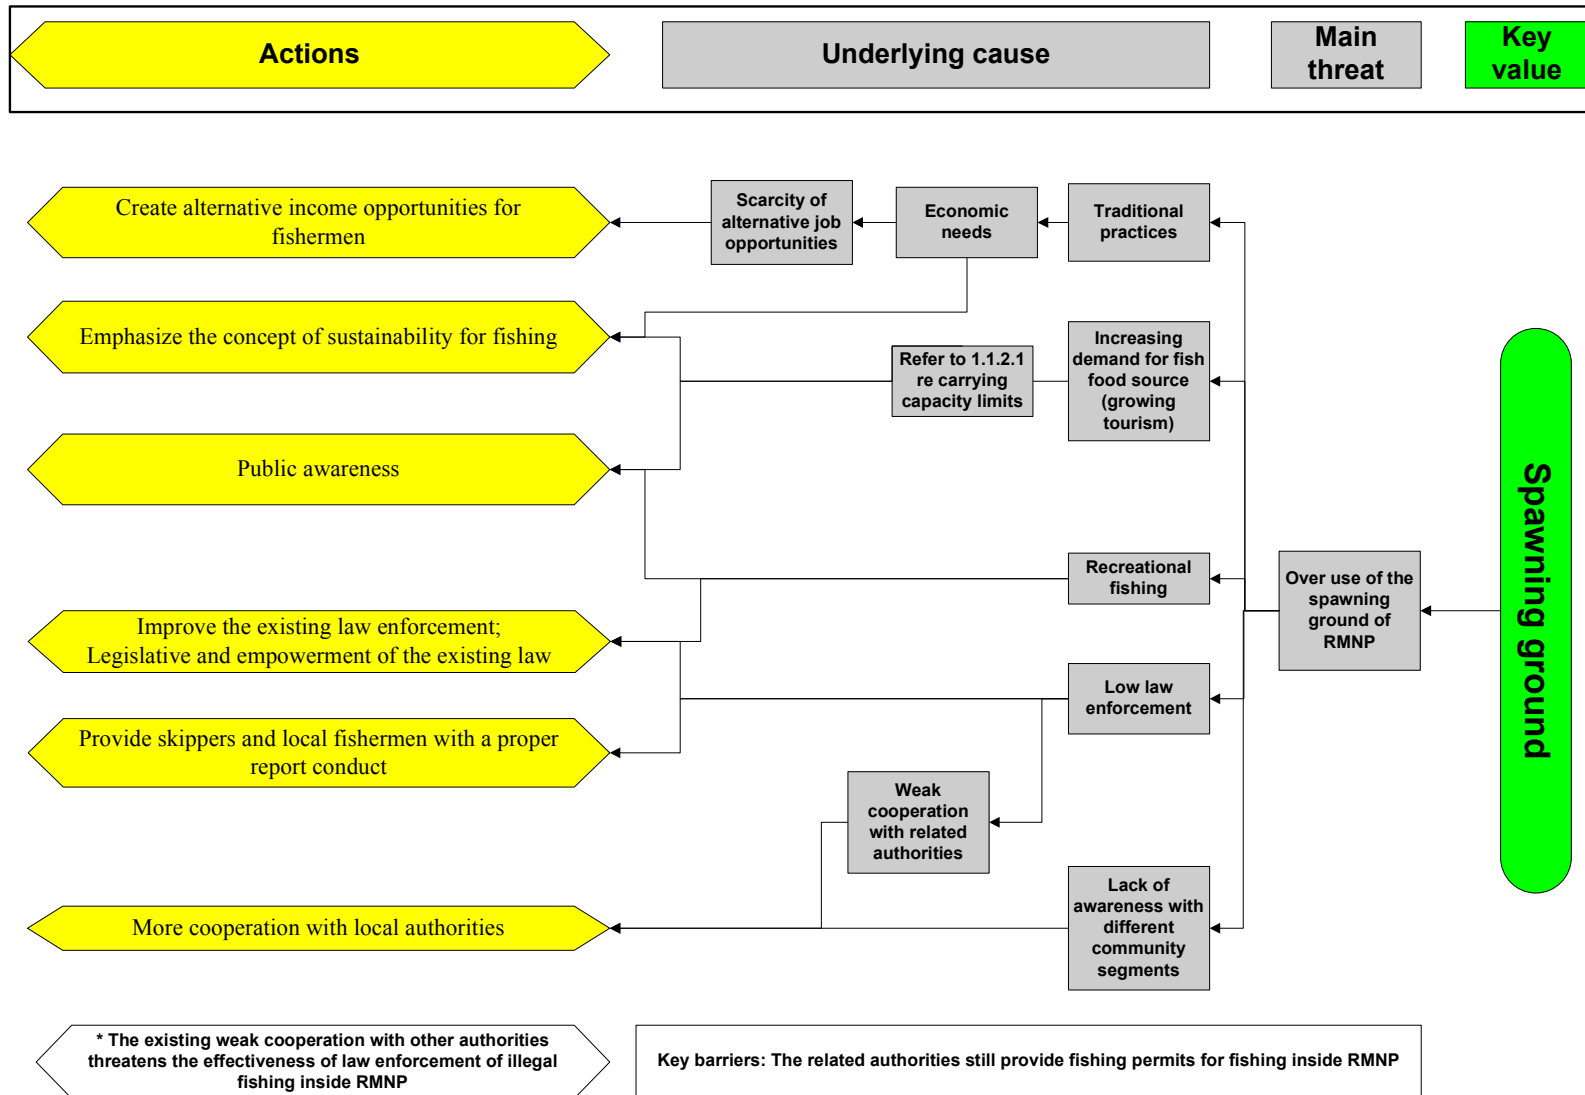 Actions
Underlying cause
Main
threat
Key
value
Create alternative income opportunities for
fishermen
Scarcity of
alternative job
opportunities
Economic
needs
Traditional
practices
Emphasize the concept of sustainability for fishing
Refer to 1.1.2.1
re carrying
capacity limits
Increasing
demand for fish
food source
(growing
tourism)
Public awareness
Recreational
fishing
Over use of the
spawning
ground of
RMNP
Spawning ground
Improve the existing law enforcement;
Legislative and empowerment of the existing law
Low law
enforcement
Provide skippers and local fishermen with a proper
report conduct
Weak
cooperation
with related
authorities
More cooperation with local authorities
Lack of
awareness with
different
community
segments
* The existing weak cooperation with other authorities
threatens the effectiveness of law enforcement of illegal
fishing inside RMNP
Key barriers: The related authorities still provide fishing permits for fishing inside RMNP